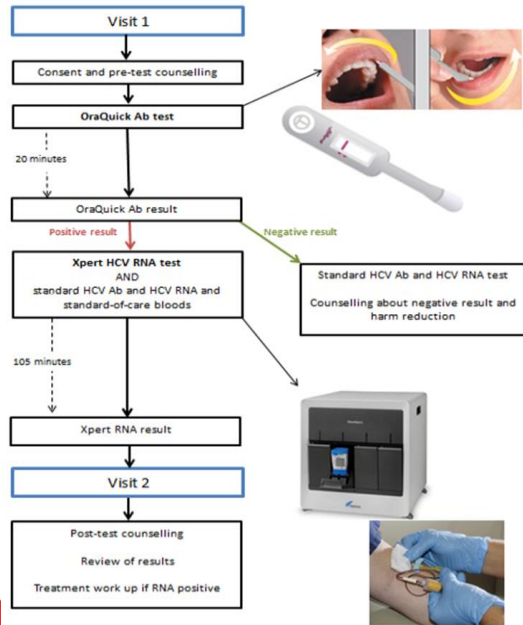 Visit 1
Consent and pre-test counselling
OraQuick Ab test
20 minutes
OraQuick Ab result
Positive result
Negative result
Xpert HCV RNA test
AND
standard HCV Ab and HCV RNA and
standard-of-care bloods
Standard HCV Ab and HCV RNA test
Counselling about negative result and
harm reduction
105 minutes
Xpert RNA result
Visit 2
Post-test counselling
Review of results
Treatment work up if RNA positive